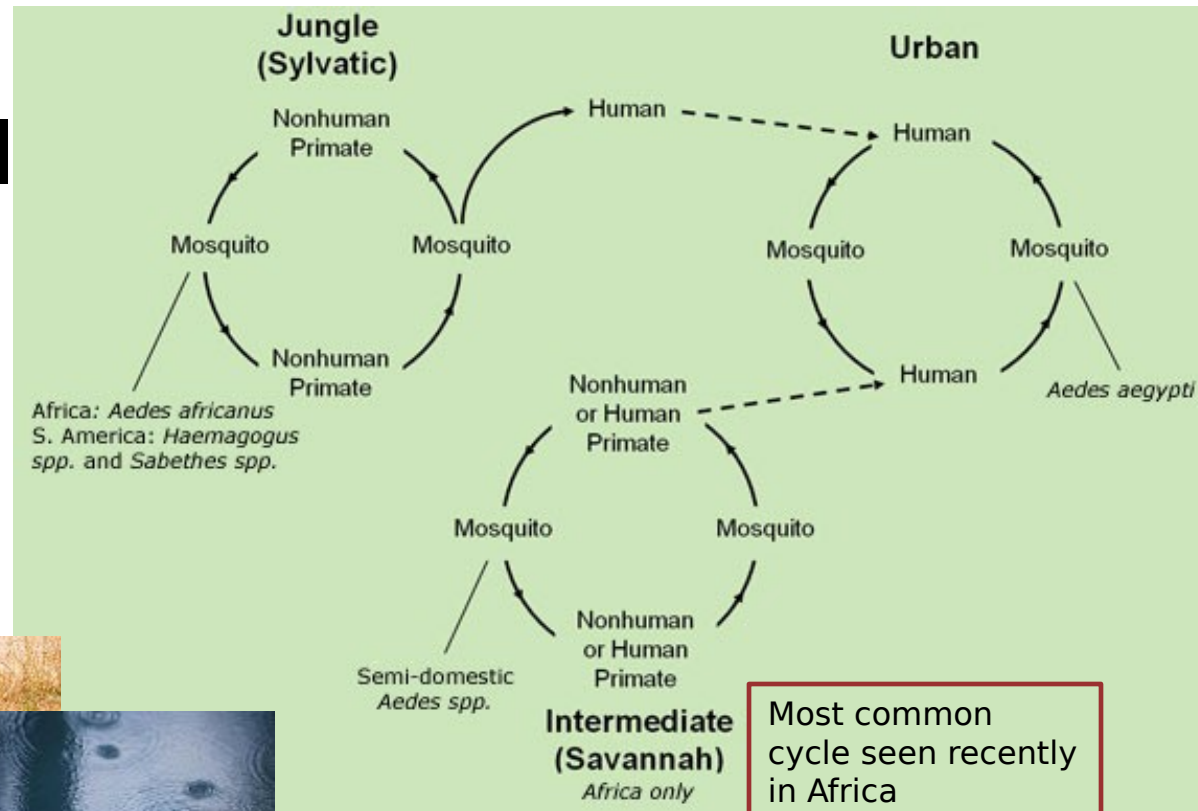 Jungle
(Sylvatic)
Nonhuman
Primate
Mosquito
Mosquito
Nonhuman
Primate
Africa: Aedes africanus
S. America: Haemagogus
spp. and Sabethes spp.
Human
Urban
Human
Mosquito
Mosquito
Human
Aedes aegypti
Nonhuman
or Human
Primate
Mosquito
Mosquito
Nonhuman
or Human
Primate
Semi-domestic
Aedes spp.
Intermediate
(Savannah)
Africa only
Most common
cycle seen recently
in Africa